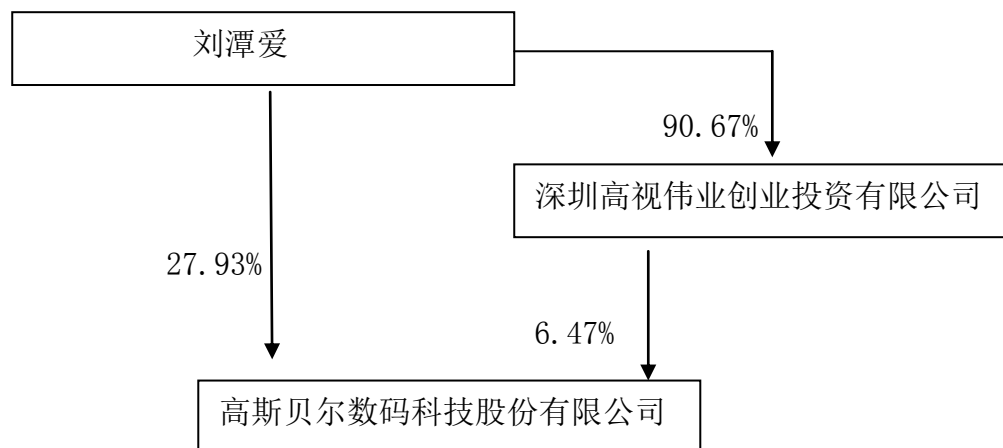 刘潭爱
90.67%
深圳高视伟业创业投资有限公司
27.93%
6.47%
高斯贝尔数码科技股份有限公司